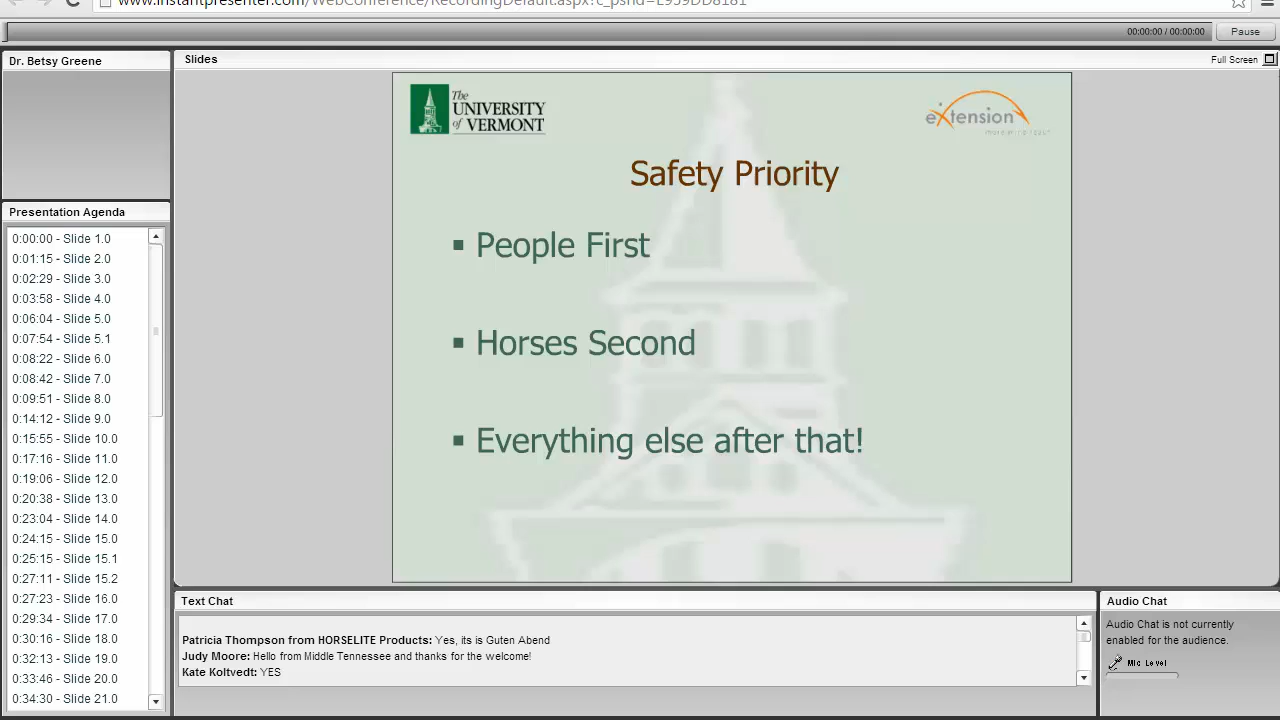 www.instantpresenter.com/WebConference/RecordingDefault.aspx?c_psrid=E959DD8181
00:00:00 / 00:00:00
Pause
Dr. Betsy Greene
Slides
Full Screen
The
UNIVERSITY
of VERMONT
eXtension
Safety Priority
▪ People First
▪ Horses Second
▪ Everything else after that!
Presentation Agenda
0:00:00 - Slide 1.0
0:01:15 - Slide 2.0
0:02:29 - Slide 3.0
0:03:58 - Slide 4.0
0:06:04 - Slide 5.0
0:07:54 - Slide 5.1
0:08:22 - Slide 6.0
0:08:42 - Slide 7.0
0:09:51 - Slide 8.0
0:14:12 - Slide 9.0
0:15:55 - Slide 10.0
0:17:16 - Slide 11.0
0:19:06 - Slide 12.0
0:20:38 - Slide 13.0
0:23:04 - Slide 14.0
0:24:15 - Slide 15.0
0:25:15 - Slide 15.1
0:27:11 - Slide 15.2
0:27:23 - Slide 16.0
0:29:34 - Slide 17.0
0:30:16 - Slide 18.0
0:32:13 - Slide 19.0
0:33:46 - Slide 20.0
0:34:30 - Slide 21.0
Text Chat
Patricia Thompson from HORSELITE Products: Yes, its is Guten Abend
Judy Moore: Hello from Middle Tennessee and thanks for the welcome!
Kate Koltvedt: YES
Audio Chat
Audio Chat is not currently
enabled for the audience.
Mic Level